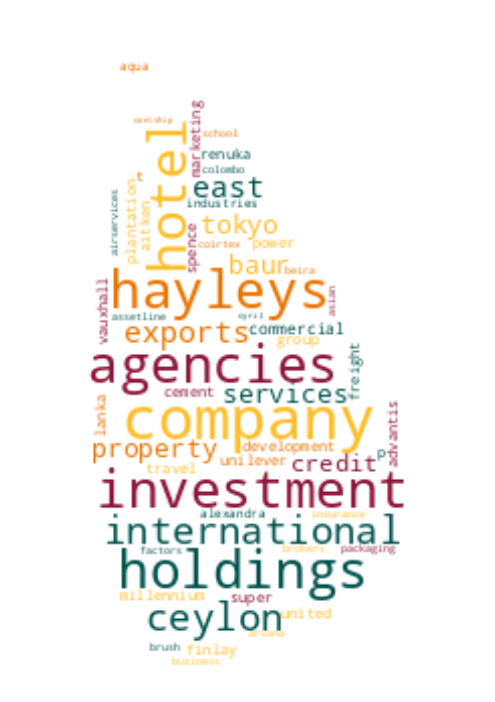 aqua
contship
marketing
hotel
school
renuka
colombo
east
industries
airservices
plantation
aitken
spence
tokyo
coirtex
power
baur
beira
vauxhall
hayleys
asian
assetline
cyril
exports
commercial
group
agencies
freight
cement
services
lanka
company
advantis
property
development
p
unilever
credit
travel
investment
alexandra
insurance
international
factors
brokers
packaging
holdings
millennium
super
ceylon
united
arvana
brush
finlay
business